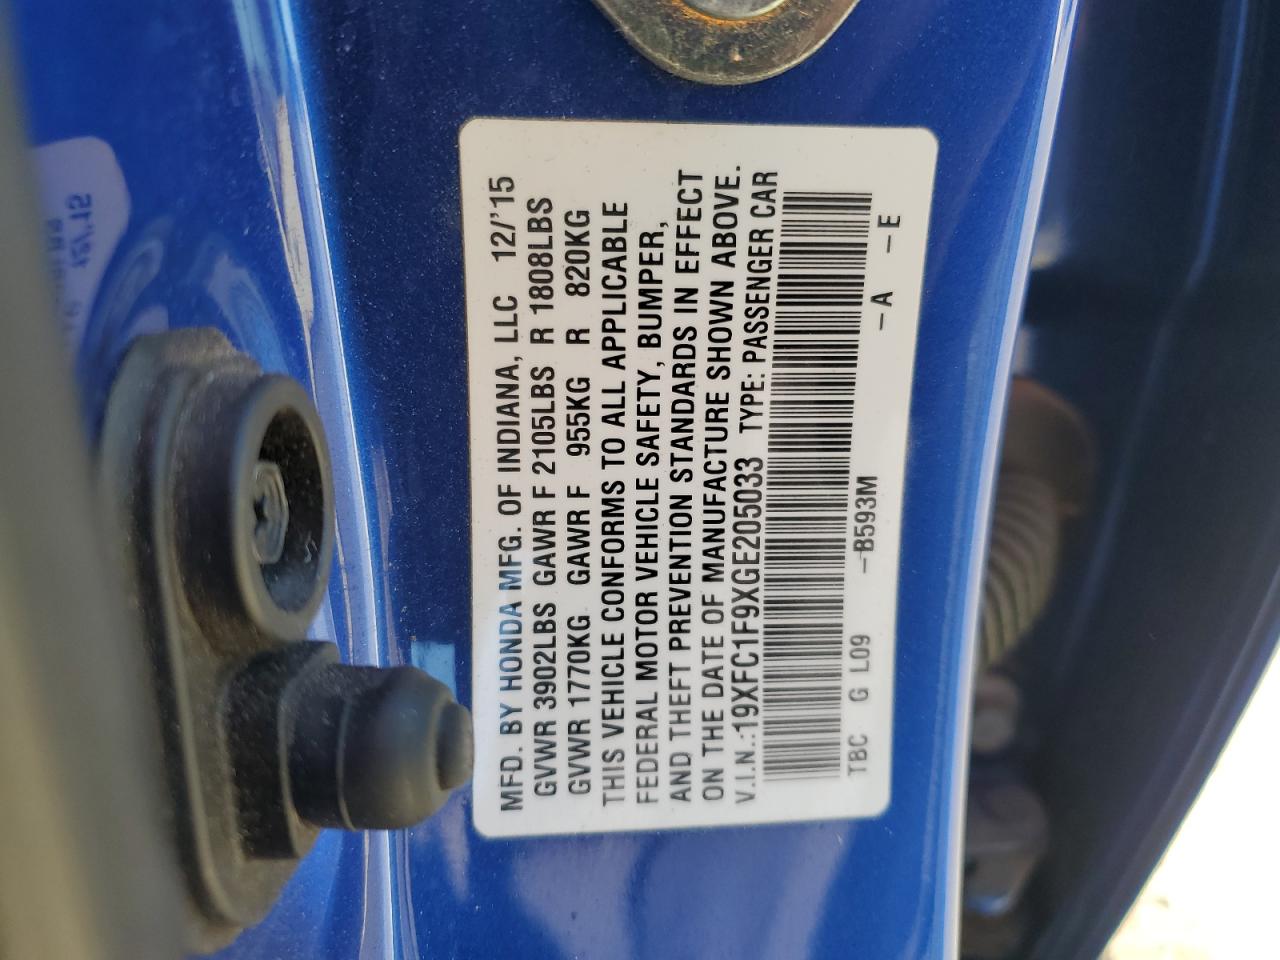 MFD. BY HONDA MFG. OF INDIANA, LLC 12/'15
GVWR 3902LBS GAWR F 2105LBS R 1808LBS
GVWR 1770KG GAWR F 955KG R 820KG
THIS VEHICLE CONFORMS TO ALL APPLICABLE
FEDERAL MOTOR VEHICLE SAFETY, BUMPER,
AND THEFT PREVENTION STANDARDS IN EFFECT
ON THE DATE OF MANUFACTURE SHOWN ABOVE.
V.I.N.:19XFC1F9XGE205033 TYPE: PASSENGER CAR
TBC G L09 –B593M –A –E